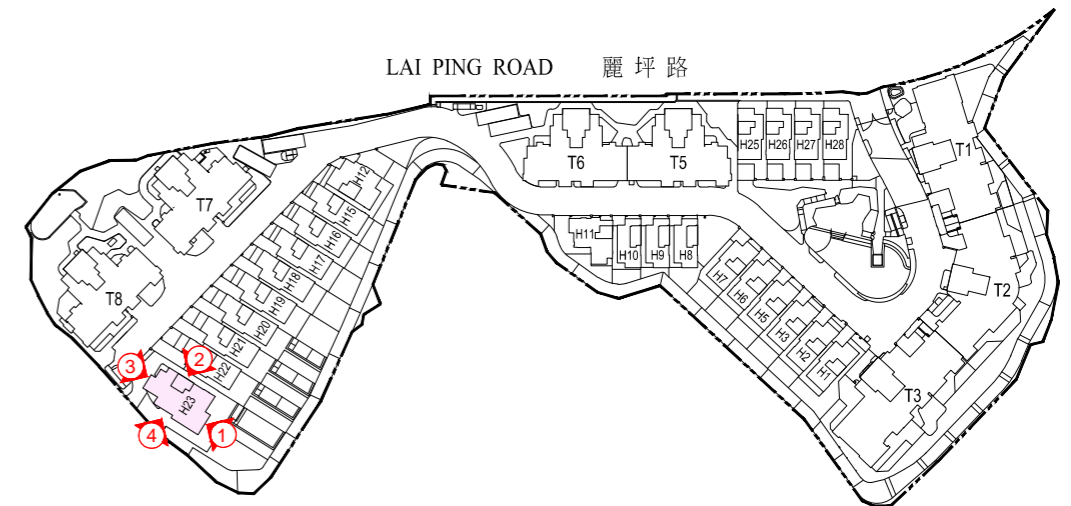 LAI PING ROAD 麗坪路
T1
H25 H26 H27 H28
T6 T5
T7
H12
H15
H16
H17
H18
H19
H20
H21
H22
H23
H11 H10 H9 H8
H7
H6
H5
H3
H2
H1
T2
T8
T3
3
2
4
1